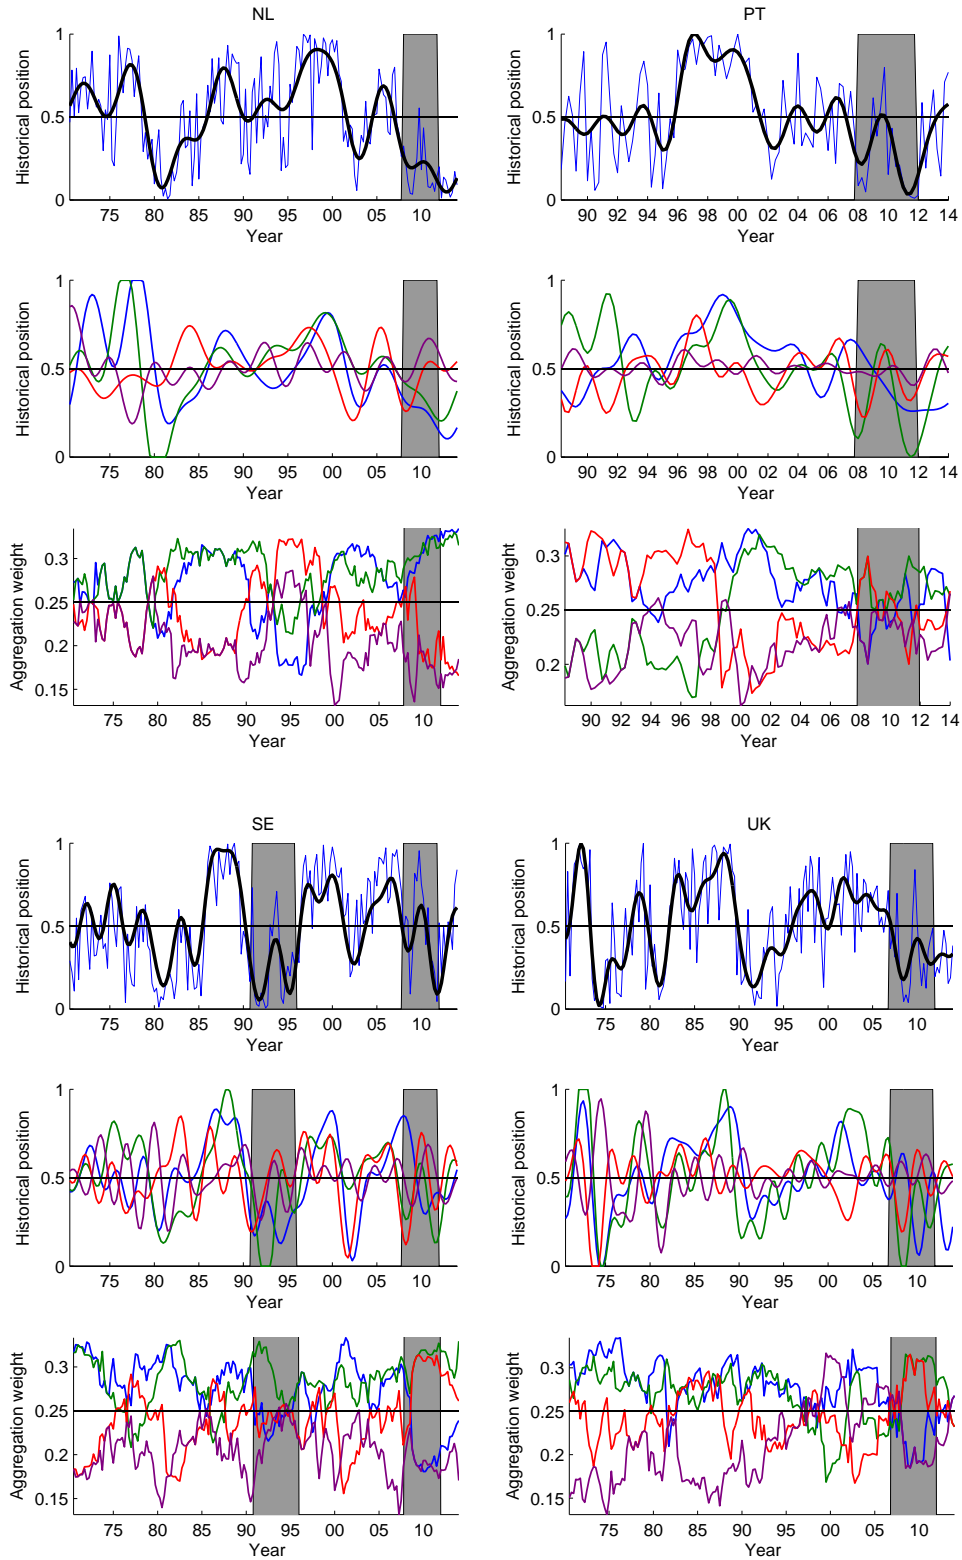 NL
PT
1
0.5
0
Historical position
75 80 85 90 95 00 05 10
Year
1
0.5
0
Historical position
90 92 94 96 98 00 02 04 06 08 10 12 14
Year
1
0.5
0
Historical position
75 80 85 90 95 00 05 10
Year
1
0.5
0
Historical position
90 92 94 96 98 00 02 04 06 08 10 12 14
Year
0.3
0.25
0.2
0.15
Aggregation weight
75 80 85 90 95 00 05 10
Year
0.3
0.25
0.2
Aggregation weight
90 92 94 96 98 00 02 04 06 08 10 12 14
Year
SE
UK
1
0.5
0
Historical position
75 80 85 90 95 00 05 10
Year
1
0.5
0
Historical position
75 80 85 90 95 00 05 10
Year
1
0.5
0
Historical position
75 80 85 90 95 00 05 10
Year
1
0.5
0
Historical position
75 80 85 90 95 00 05 10
Year
0.3
0.25
0.2
0.15
Aggregation weight
75 80 85 90 95 00 05 10
Year
0.3
0.25
0.2
0.15
Aggregation weight
75 80 85 90 95 00 05 10
Year